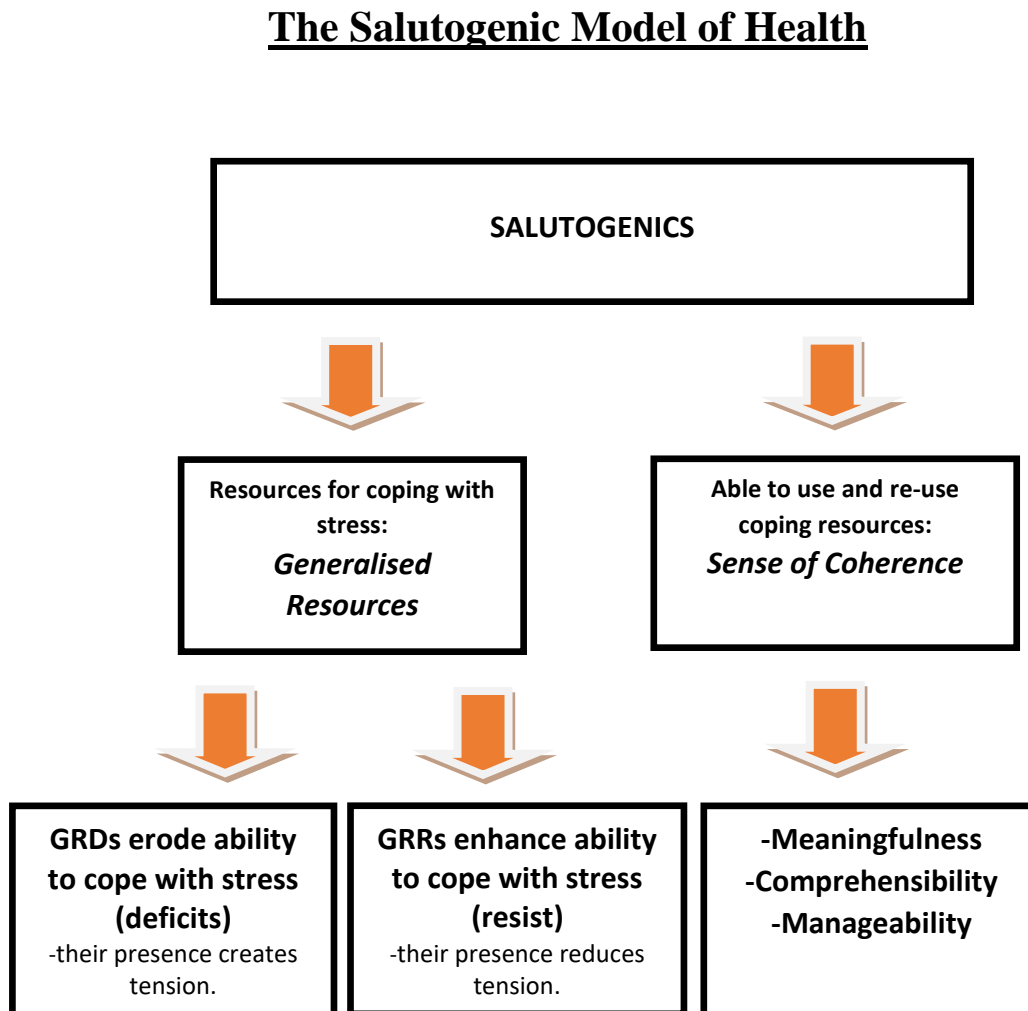 The Salutogenic Model of Health
SALUTOGENICS
Resources for coping with
stress:
Generalised
Resources
Able to use and re-use
coping resources:
Sense of Coherence
GRDs erode ability
to cope with stress
(deficits)
-their presence creates
tension.
GRRs enhance ability
to cope with stress
(resist)
-their presence reduces
tension.
-Meaningfulness
-Comprehensibility
-Manageability